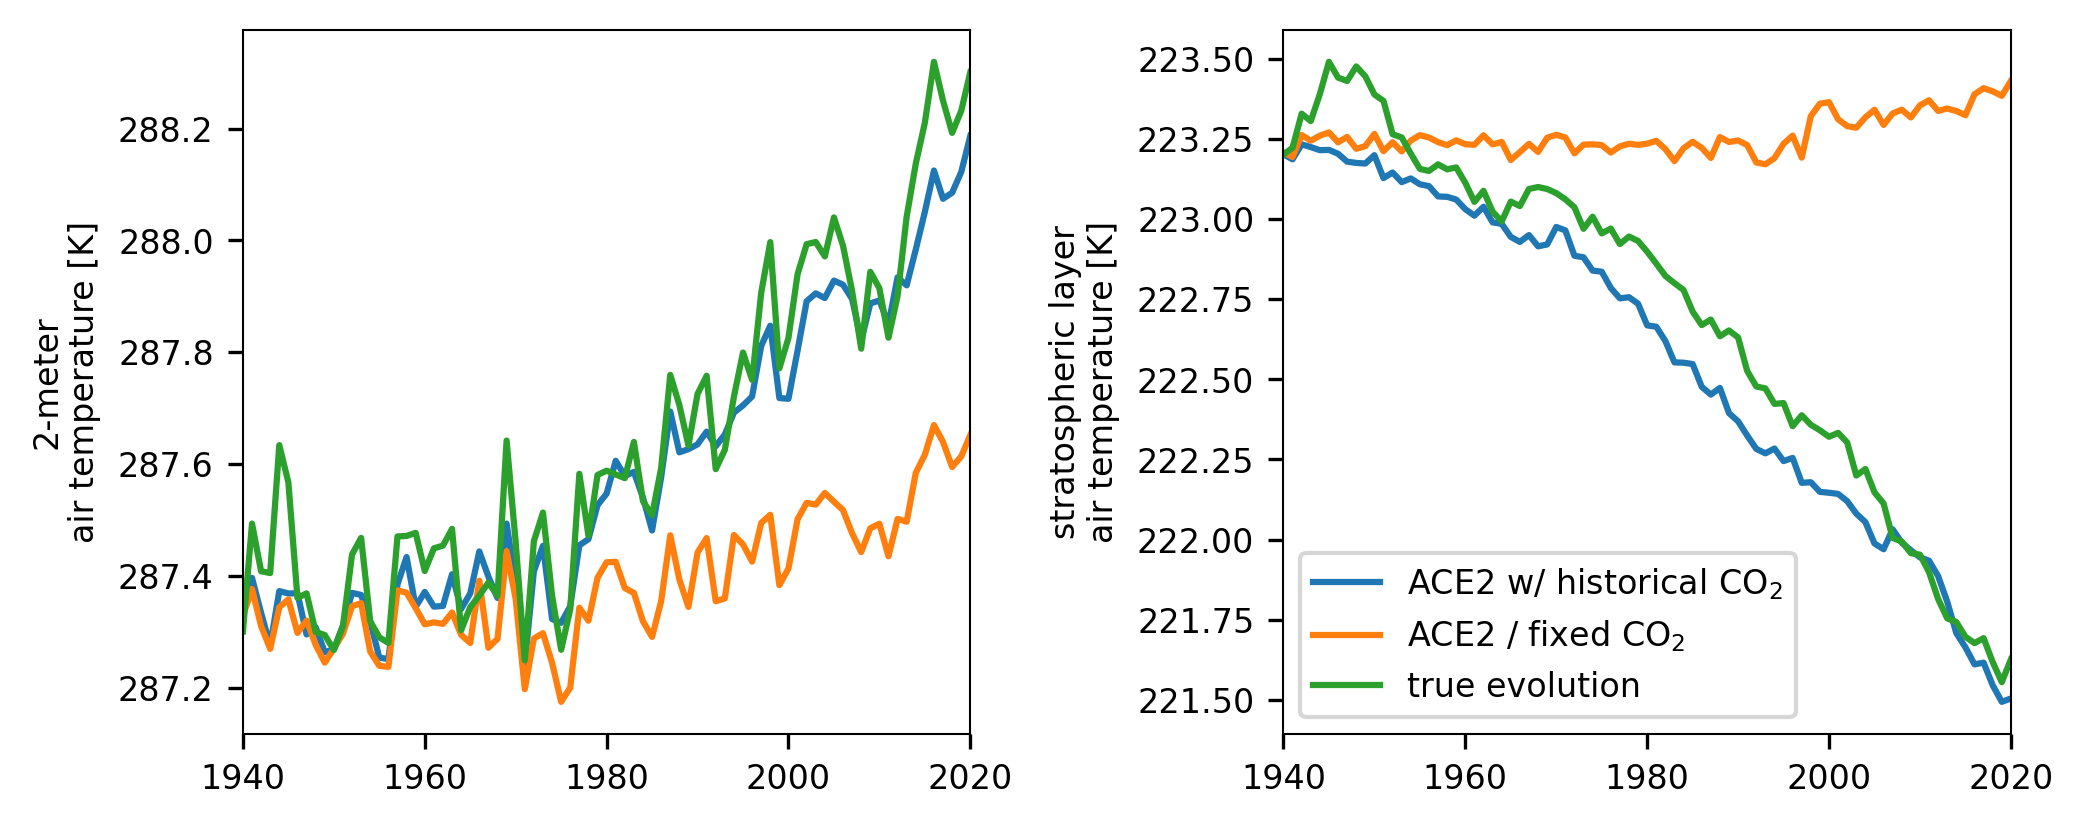 2-meter
air temperature [K]
288.2
288.0
287.8
287.6
287.4
287.2
1940 1960 1980 2000 2020
stratospheric layer
air temperature [K]
223.50
223.25
223.00
222.75
222.50
222.25
222.00
221.75
221.50
ACE2 w/ historical CO₂
ACE2 / fixed CO₂
true evolution
1940 1960 1980 2000 2020